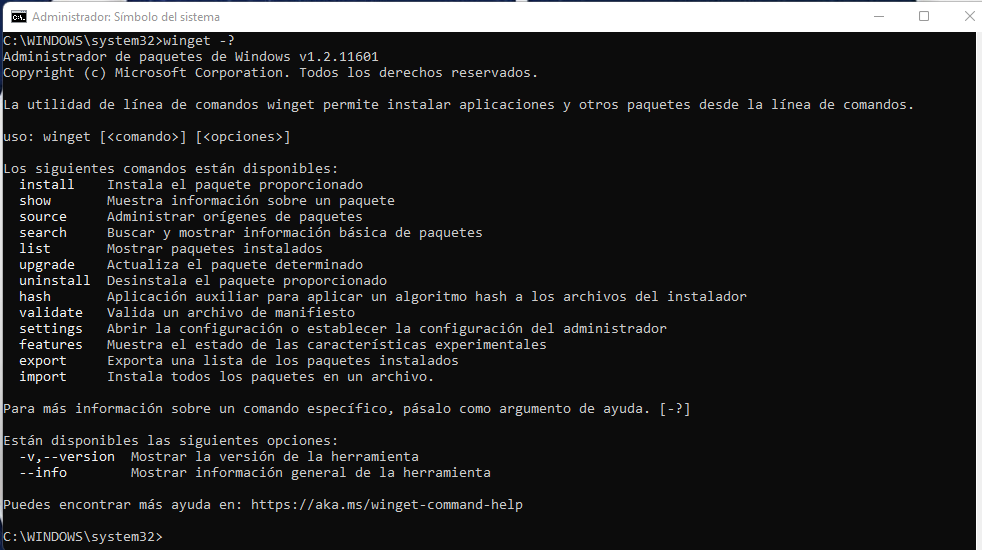 Administrador: Símbolo del sistema
C:\WINDOWS\system32>winget -?
Administrador de paquetes de Windows v1.2.11601
Copyright (c) Microsoft Corporation. Todos los derechos reservados.
La utilidad de línea de comandos winget permite instalar aplicaciones y otros paquetes desde la línea de comandos.
uso: winget [<comando>] [<opciones>]
Los siguientes comandos están disponibles:
install    Instala el paquete proporcionado
show       Muestra información sobre un paquete
source     Administrar orígenes de paquetes
search     Buscar y mostrar información básica de paquetes
list       Mostrar paquetes instalados
upgrade    Actualiza el paquete determinado
uninstall  Desinstala el paquete proporcionado
hash       Aplicación auxiliar para aplicar un algoritmo hash a los archivos del instalador
validate   Valida un archivo de manifiesto
settings   Abrir la configuración o establecer la configuración del administrador
features   Muestra el estado de las características experimentales
export     Exporta una lista de los paquetes instalados
import     Instala todos los paquetes en un archivo.
Para más información sobre un comando específico, pásalo como argumento de ayuda. [-?]
Están disponibles las siguientes opciones:
-v,--version  Mostrar la versión de la herramienta
--info        Mostrar información general de la herramienta
Puedes encontrar más ayuda en: https://aka.ms/winget-command-help
C:\WINDOWS\system32>